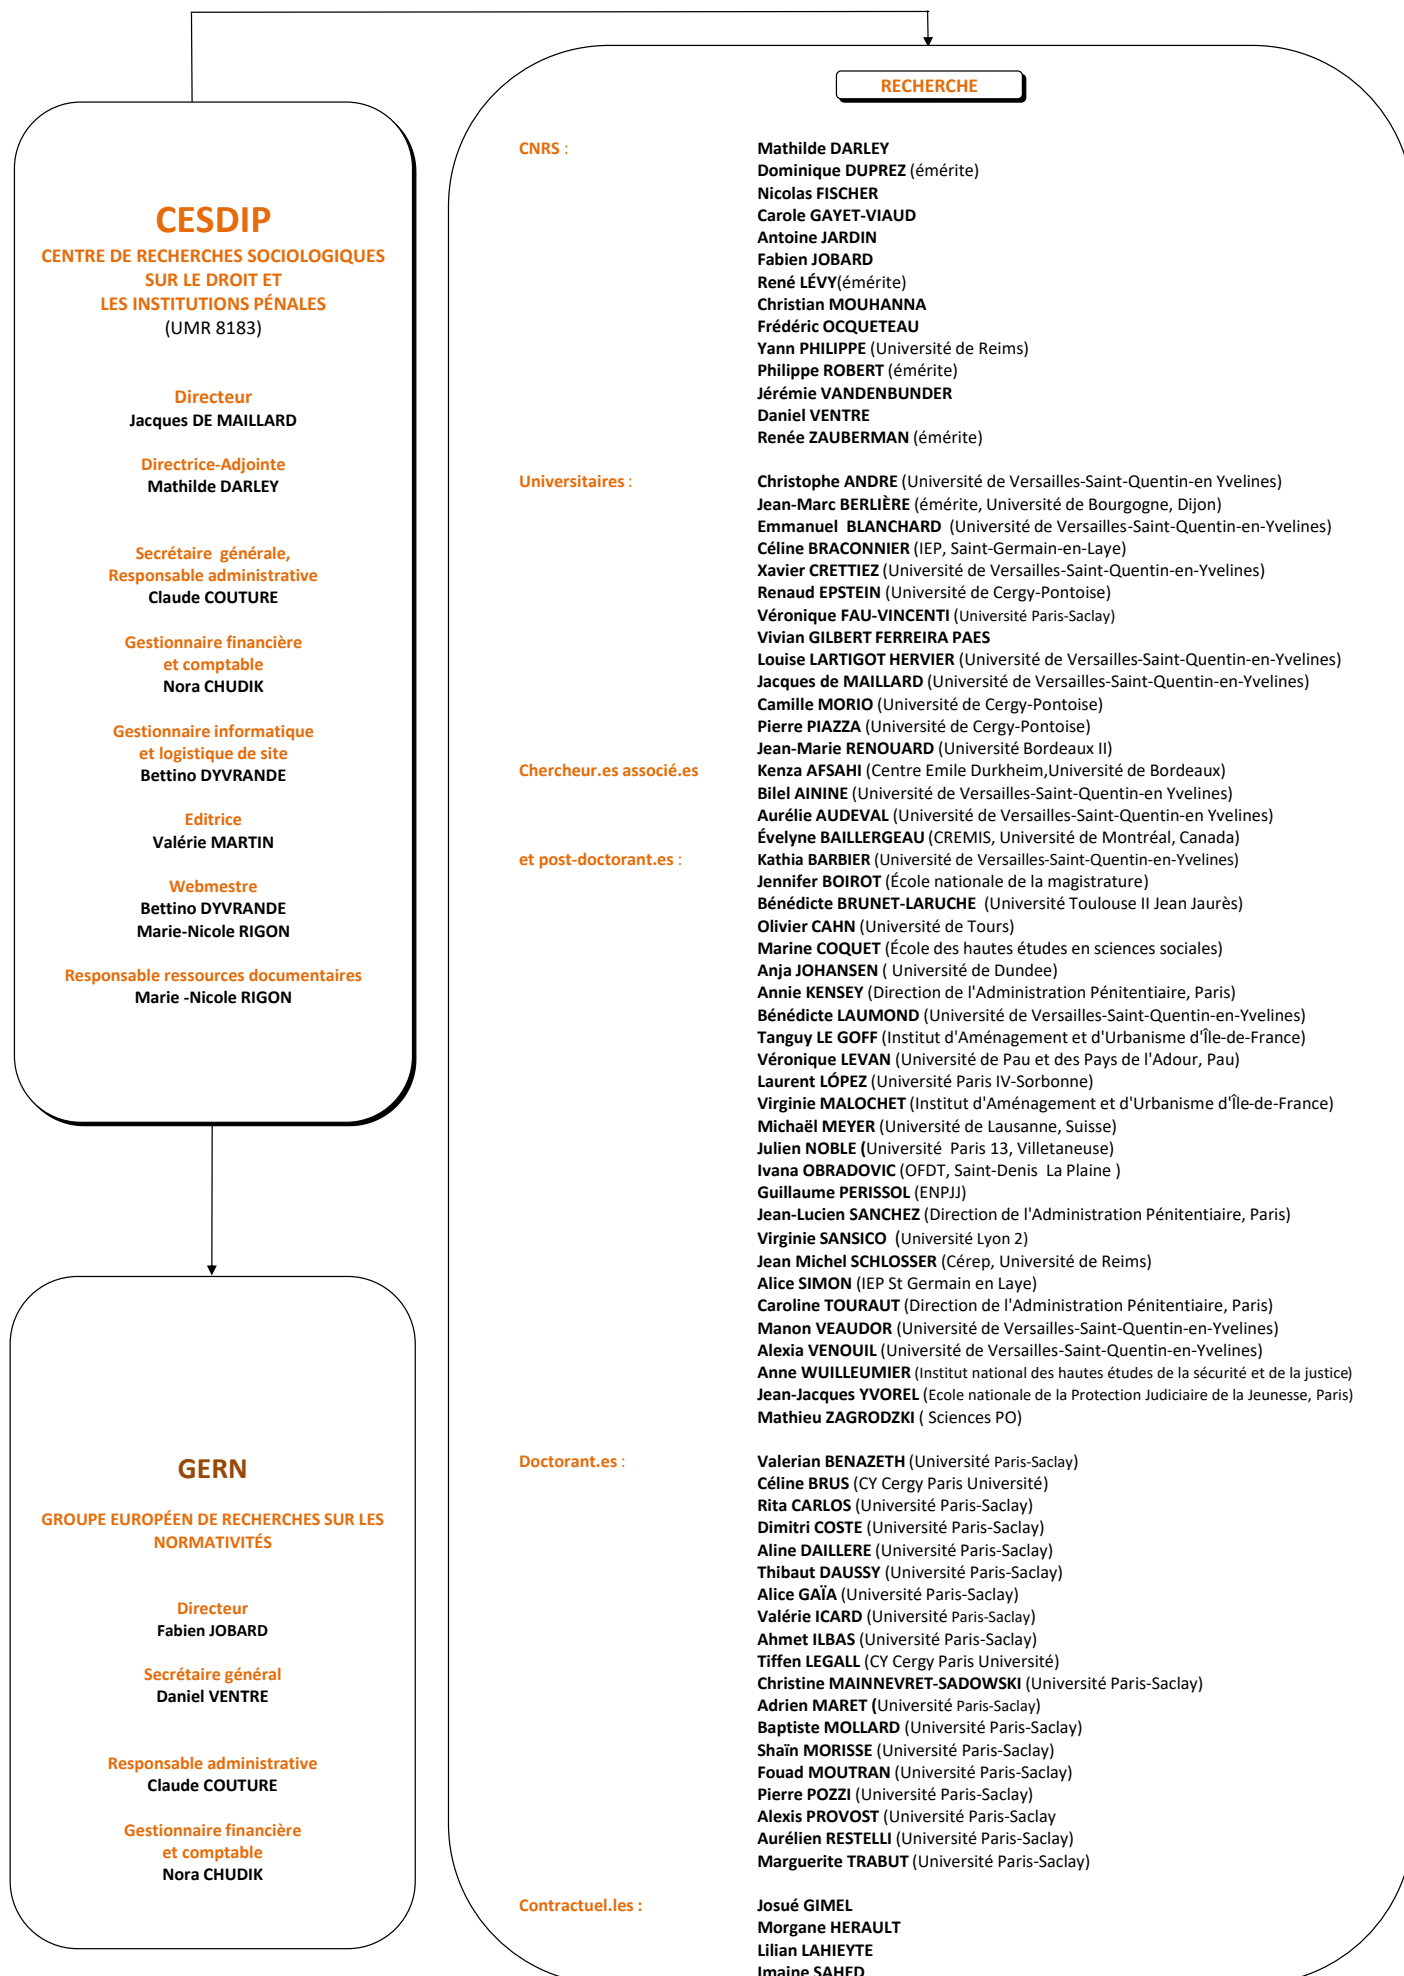 CESDIP
CENTRE DE RECHERCHES SOCIOLOGIQUES
SUR LE DROIT ET
LES INSTITUTIONS PÉNALES
(UMR 8183)
Directeur
Jacques DE MAILLARD
Directrice-Adjointe
Mathilde DARLEY
Secrétaire générale,
Responsable administrative
Claude COUTURE
Gestionnaire financière
et comptable
Nora CHUDIK
Gestionnaire informatique
et logistique de site
Bettino DYVRANDE
Editrice
Valérie MARTIN
Webmestre
Bettino DYVRANDE
Marie-Nicole RIGON
Responsable ressources documentaires
Marie -Nicole RIGON
GERN
GROUPE EUROPÉEN DE RECHERCHES SUR LES
NORMATIVITÉS
Directeur
Fabien JOBARD
Secrétaire général
Daniel VENTRE
Responsable administrative
Claude COUTURE
Gestionnaire financière
et comptable
Nora CHUDIK
RECHERCHE
CNRS : Mathilde DARLEY
Dominique DUPREZ (émérite)
Nicolas FISCHER
Carole GAYET-VIAUD
Antoine JARDIN
Fabien JOBARD
René LÉVY(émérite)
Christian MOUHANNA
Frédéric OCQUETEAU
Yann PHILIPPE (Université de Reims)
Philippe ROBERT (émérite)
Jérémie VANDENBUNDER
Daniel VENTRE
Renée ZAUBERMAN (émérite)
Universitaires : Christophe ANDRE (Université de Versailles-Saint-Quentin-en Yvelines)
Jean-Marc BERLIÈRE (émérite, Université de Bourgogne, Dijon)
Emmanuel BLANCHARD (Université de Versailles-Saint-Quentin-en-Yvelines)
Céline BRACONNIER (IEP, Saint-Germain-en-Laye)
Xavier CRETTIEZ (Université de Versailles-Saint-Quentin-en-Yvelines)
Renaud EPSTEIN (Université de Cergy-Pontoise)
Véronique FAU-VINCENTI (Université Paris-Saclay)
Vivian GILBERT FERREIRA PAES
Louise LARTIGOT HERVIER (Université de Versailles-Saint-Quentin-en-Yvelines)
Jacques de MAILLARD (Université de Versailles-Saint-Quentin-en-Yvelines)
Camille MORIO (Université de Cergy-Pontoise)
Pierre PIAZZA (Université de Cergy-Pontoise)
Jean-Marie RENOUARD (Université Bordeaux II)
Chercheur.es associé.es Kenza AFSAHI (Centre Emile Durkheim,Université de Bordeaux)
Bilel AININE (Université de Versailles-Saint-Quentin-en Yvelines)
Aurélie AUDEVAL (Université de Versailles-Saint-Quentin-en Yvelines)
Évelyne BAILLERGEAU (CREMIS, Université de Montréal, Canada)
et post-doctorant.es : Kathia BARBIER (Université de Versailles-Saint-Quentin-en-Yvelines)
Jennifer BOIROT (École nationale de la magistrature)
Bénédicte BRUNET-LARUCHE (Université Toulouse II Jean Jaurès)
Olivier CAHN (Université de Tours)
Marine COQUET (École des hautes études en sciences sociales)
Anja JOHANSEN ( Université de Dundee)
Annie KENSEY (Direction de l'Administration Pénitentiaire, Paris)
Bénédicte LAUMOND (Université de Versailles-Saint-Quentin-en-Yvelines)
Tanguy LE GOFF (Institut d'Aménagement et d'Urbanisme d'Île-de-France)
Véronique LEVAN (Université de Pau et des Pays de l'Adour, Pau)
Laurent LÓPEZ (Université Paris IV-Sorbonne)
Virginie MALOCHET (Institut d'Aménagement et d'Urbanisme d'Île-de-France)
Michaël MEYER (Université de Lausanne, Suisse)
Julien NOBLE (Université Paris 13, Villetaneuse)
Ivana OBRADOVIC (OFDT, Saint-Denis La Plaine )
Guillaume PERISSOL (ENPJJ)
Jean-Lucien SANCHEZ (Direction de l'Administration Pénitentiaire, Paris)
Virginie SANSICO (Université Lyon 2)
Jean Michel SCHLOSSER (Cérep, Université de Reims)
Alice SIMON (IEP St Germain en Laye)
Caroline TOURAUT (Direction de l'Administration Pénitentiaire, Paris)
Manon VEAUDOR (Université de Versailles-Saint-Quentin-en-Yvelines)
Alexia VENOUIL (Université de Versailles-Saint-Quentin-en-Yvelines)
Anne WUILLEUMIER (Institut national des hautes études de la sécurité et de la justice)
Jean-Jacques YVOREL (Ecole nationale de la Protection Judiciaire de la Jeunesse, Paris)
Mathieu ZAGRODZKI ( Sciences PO)
Doctorant.es : Valerian BENAZETH (Université Paris-Saclay)
Céline BRUS (CY Cergy Paris Université)
Rita CARLOS (Université Paris-Saclay)
Dimitri COSTE (Université Paris-Saclay)
Aline DAILLERE (Université Paris-Saclay)
Thibaut DAUSSY (Université Paris-Saclay)
Alice GAÏA (Université Paris-Saclay)
Valérie ICARD (Université Paris-Saclay)
Ahmet ILBAS (Université Paris-Saclay)
Tiffen LEGALL (CY Cergy Paris Université)
Christine MAINNEVRET-SADOWSKI (Université Paris-Saclay)
Adrien MARET (Université Paris-Saclay)
Baptiste MOLLARD (Université Paris-Saclay)
Shaïn MORISSE (Université Paris-Saclay)
Fouad MOUTRAN (Université Paris-Saclay)
Pierre POZZI (Université Paris-Saclay)
Alexis PROVOST (Université Paris-Saclay
Aurélien RESTELLI (Université Paris-Saclay)
Marguerite TRABUT (Université Paris-Saclay)
Contractuel.les : Josué GIMEL
Morgane HERAULT
Lilian LAHIEYTE
Imaine SAHED